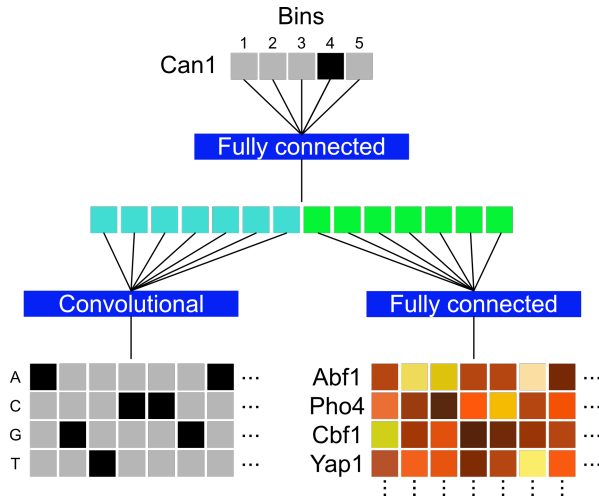 Bins
1 2 3 4 5
Can1
Fully connected
Convolutional
Fully connected
A ...
C ...
G ...
T ...
Abf1 ...
Pho4 ...
Cbf1 ...
Yap1 ...